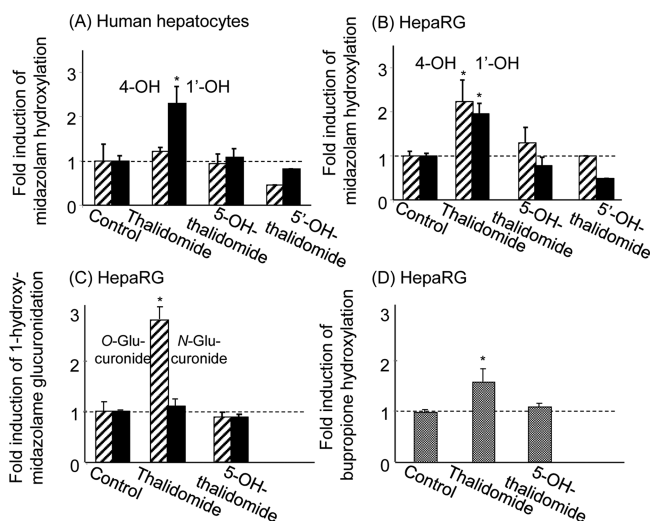 (A) Human hepatocytes
Fold induction of
midazolam hydroxylation
3
2
1
0
4-OH
*
1'-OH
Control
Thalidomide
5-OH-
thalidomide
5'-OH-
thalidomide
(B) HepaRG
Fold induction of
midazolam hydroxylation
3
2
1
0
4-OH
1'-OH
*
*
Control
Thalidomide
5-OH-
thalidomide
5'-OH-
thalidomide
(C) HepaRG
Fold induction of 1-hydroxy-
midazolame glucuronidation
3
2
1
0
*
O-Glu-
curonide
N-Glu-
curonide
Control
Thalidomide
5-OH-
thalidomide
(D) HepaRG
Fold induction of
bupropione hydroxylation
3
2
1
0
*
Control
Thalidomide
5-OH-
thalidomide